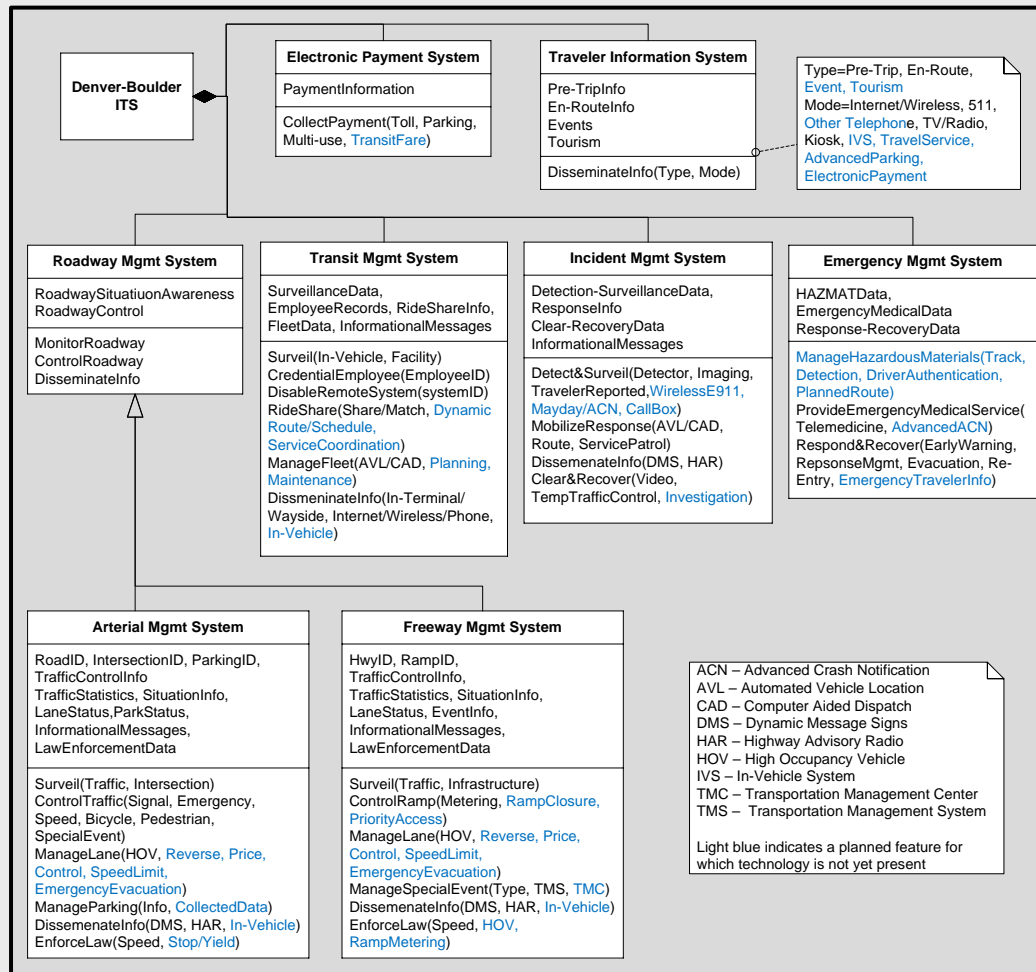 Denver-Boulder
ITS
Electronic Payment System
PaymentInformation
CollectPayment(Toll, Parking,
Multi-use, TransitFare)
Traveler Information System
Pre-TripInfo
En-RouteInfo
Events
Tourism
DisseminateInfo(Type, Mode)
Type=Pre-Trip, En-Route,
Event, Tourism
Mode=Internet/Wireless, 511,
Other Telephone, TV/Radio,
Kiosk, IVS, TravelService,
AdvancedParking,
ElectronicPayment
Roadway Mgmt System
RoadwaySituatiuonAwareness
RoadwayControl
MonitorRoadway
ControlRoadway
DisseminateInfo
Transit Mgmt System
SurveillanceData,
EmployeeRecords, RideShareInfo,
FleetData, InformationalMessages
Surveil(In-Vehicle, Facility)
CredentialEmployee(EmployeeID)
DisableRemoteSystem(systemID)
RideShare(Share/Match, Dynamic
Route/Schedule,
ServiceCoordination)
ManageFleet(AVL/CAD, Planning,
Maintenance)
DissmeninateInfo(In-Terminal/
Wayside, Internet/Wireless/Phone,
In-Vehicle)
Incident Mgmt System
Detection-SurveillanceData,
ResponseInfo
Clear-RecoveryData
InformationalMessages
Detect&Surveil(Detector, Imaging,
TravelerReported,WirelessE911,
Mayday/ACN, CallBox)
MobilizeResponse(AVL/CAD,
Route, ServicePatrol)
DissemenateInfo(DMS, HAR)
Clear&Recover(Video,
TempTrafficControl, Investigation)
Emergency Mgmt System
HAZMATData,
EmergencyMedicalData
Response-RecoveryData
ManageHazardousMaterials(Track,
Detection, DriverAuthentication,
PlannedRoute)
ProvideEmergencyMedicalService(
Telemedicine, AdvancedACN)
Respond&Recover(EarlyWarning,
RepsonseMgmt, Evacuation, Re-
Entry, EmergencyTravelerInfo)
Arterial Mgmt System
RoadID, IntersectionID, ParkingID,
TrafficControlInfo
TrafficStatistics, SituationInfo,
LaneStatus,ParkStatus,
InformationalMessages,
LawEnforcementData
Surveil(Traffic, Intersection)
ControlTraffic(Signal, Emergency,
Speed, Bicycle, Pedestrian,
SpecialEvent)
ManageLane(HOV, Reverse, Price,
Control, SpeedLimit,
EmergencyEvacuation)
ManageParking(Info, CollectedData)
DissemenateInfo(DMS, HAR, In-Vehicle)
EnforceLaw(Speed, Stop/Yield)
Freeway Mgmt System
HwyID, RampID,
TrafficControlInfo,
TrafficStatistics, SituationInfo,
LaneStatus, EventInfo,
InformationalMessages,
LawEnforcementData
Surveil(Traffic, Infrastructure)
ControlRamp(Metering, RampClosure,
PriorityAccess)
ManageLane(HOV, Reverse, Price,
Control, SpeedLimit,
EmergencyEvacuation)
ManageSpecialEvent(Type, TMS, TMC)
DissemenateInfo(DMS, HAR, In-Vehicle)
EnforceLaw(Speed, HOV,
RampMetering)
ACN – Advanced Crash Notification
AVL – Automated Vehicle Location
CAD – Computer Aided Dispatch
DMS – Dynamic Message Signs
HAR – Highway Advisory Radio
HOV – High Occupancy Vehicle
IVS – In-Vehicle System
TMC – Transportation Management Center
TMS – Transportation Management System
Light blue indicates a planned feature for
which technology is not yet present